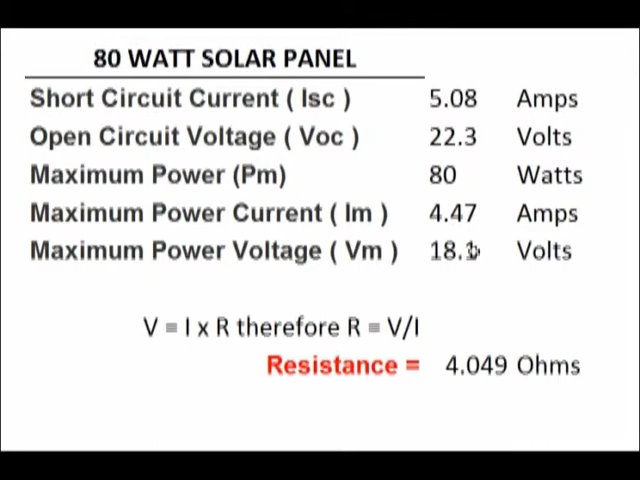 80 WATT SOLAR PANEL
Short Circuit Current ( Isc ) 5.08 Amps
Open Circuit Voltage ( Voc ) 22.3 Volts
Maximum Power (Pm) 80 Watts
Maximum Power Current ( Im ) 4.47 Amps
Maximum Power Voltage ( Vm ) 18.1 Volts
V = I x R therefore R = V/I
Resistance = 4.049 Ohms